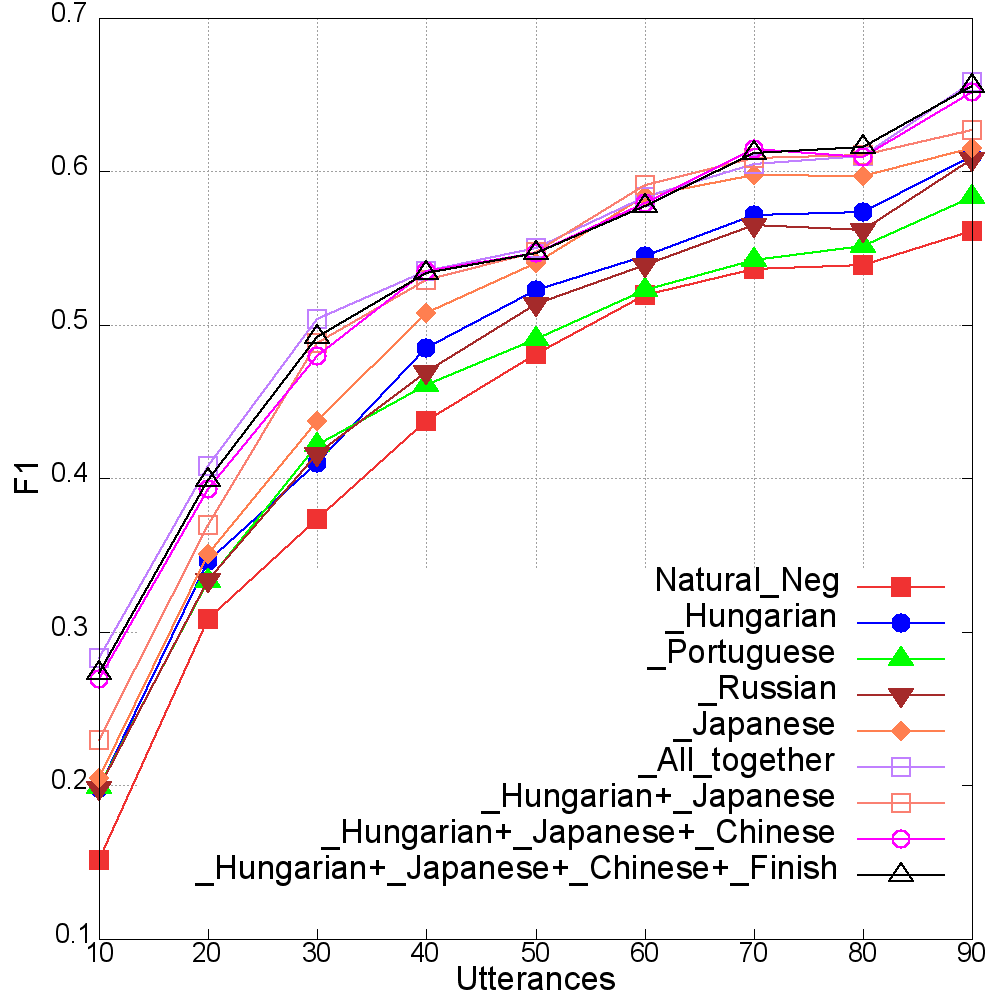 0.7
0.6
0.5
0.4
0.3
0.2
0.1
F1
Natural_Neg
_Hungarian
_Portuguese
_Russian
_Japanese
_All_together
_Hungarian+_Japanese
_Hungarian+_Japanese+_Chinese
_Hungarian+_Japanese+_Chinese+_Finish
10 20 30 40 50 60 70 80 90
Utterances